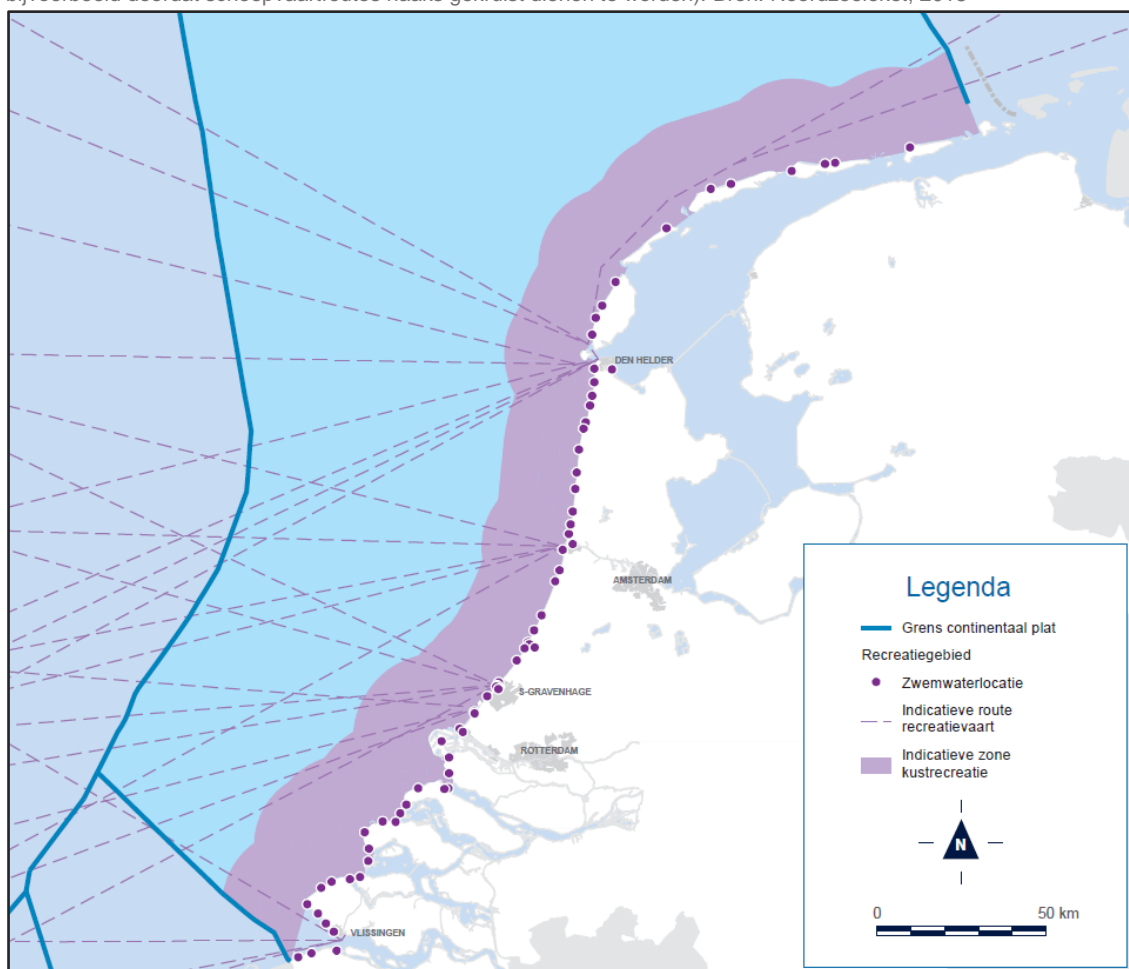 DEN HELDER
AMSTERDAM
S-GRAVENHAGE
ROTTERDAM
VLISSINGEN
Legenda
Grens continentaal plat
Recreatiegebied
Zwemwaterlocatie
Indicatieve route
recreatievaart
Indicatieve zone
kustrecreatie
N
0 50 km